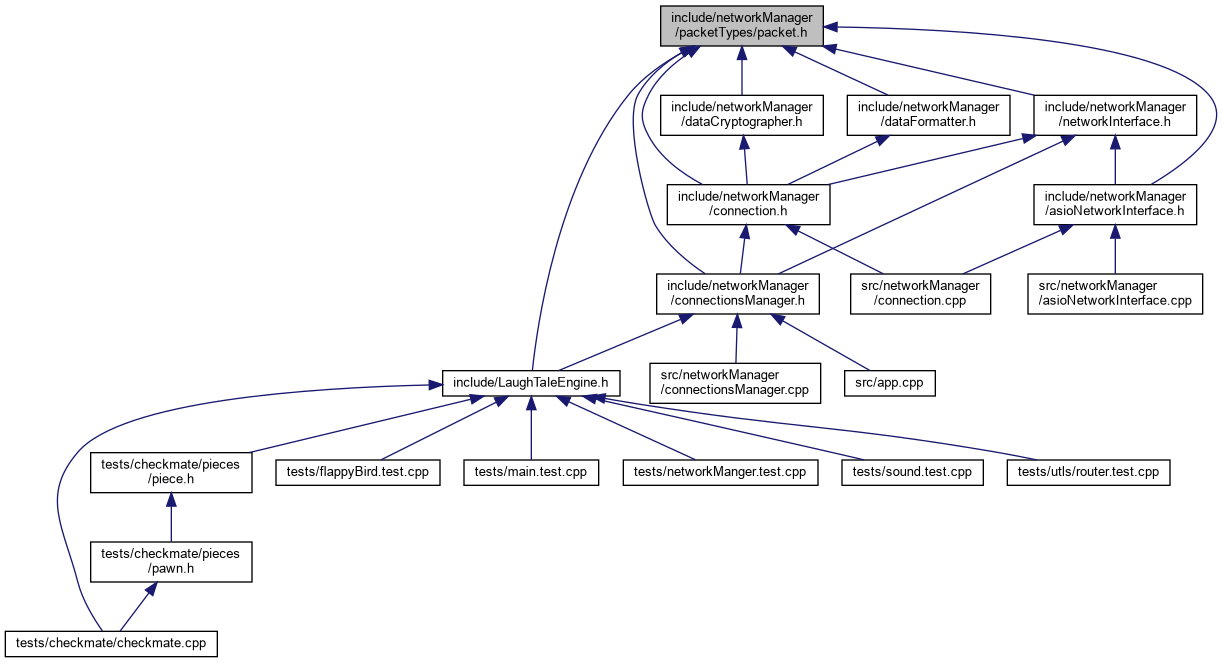 include/networkManager
/packetTypes/packet.h
include/networkManager
/dataCryptographer.h
include/networkManager
/dataFormatter.h
include/networkManager
/networkInterface.h
include/networkManager
/connection.h
include/networkManager
/asioNetworkInterface.h
include/networkManager
/connectionsManager.h
src/networkManager
/connection.cpp
src/networkManager
/asioNetworkInterface.cpp
include/LaughTaleEngine.h
src/networkManager
/connectionsManager.cpp
src/app.cpp
tests/checkmate/pieces
/piece.h
tests/flappyBird.test.cpp
tests/main.test.cpp
tests/networkManger.test.cpp
tests/sound.test.cpp
tests/utls/router.test.cpp
tests/checkmate/pieces
/pawn.h
tests/checkmate/checkmate.cpp